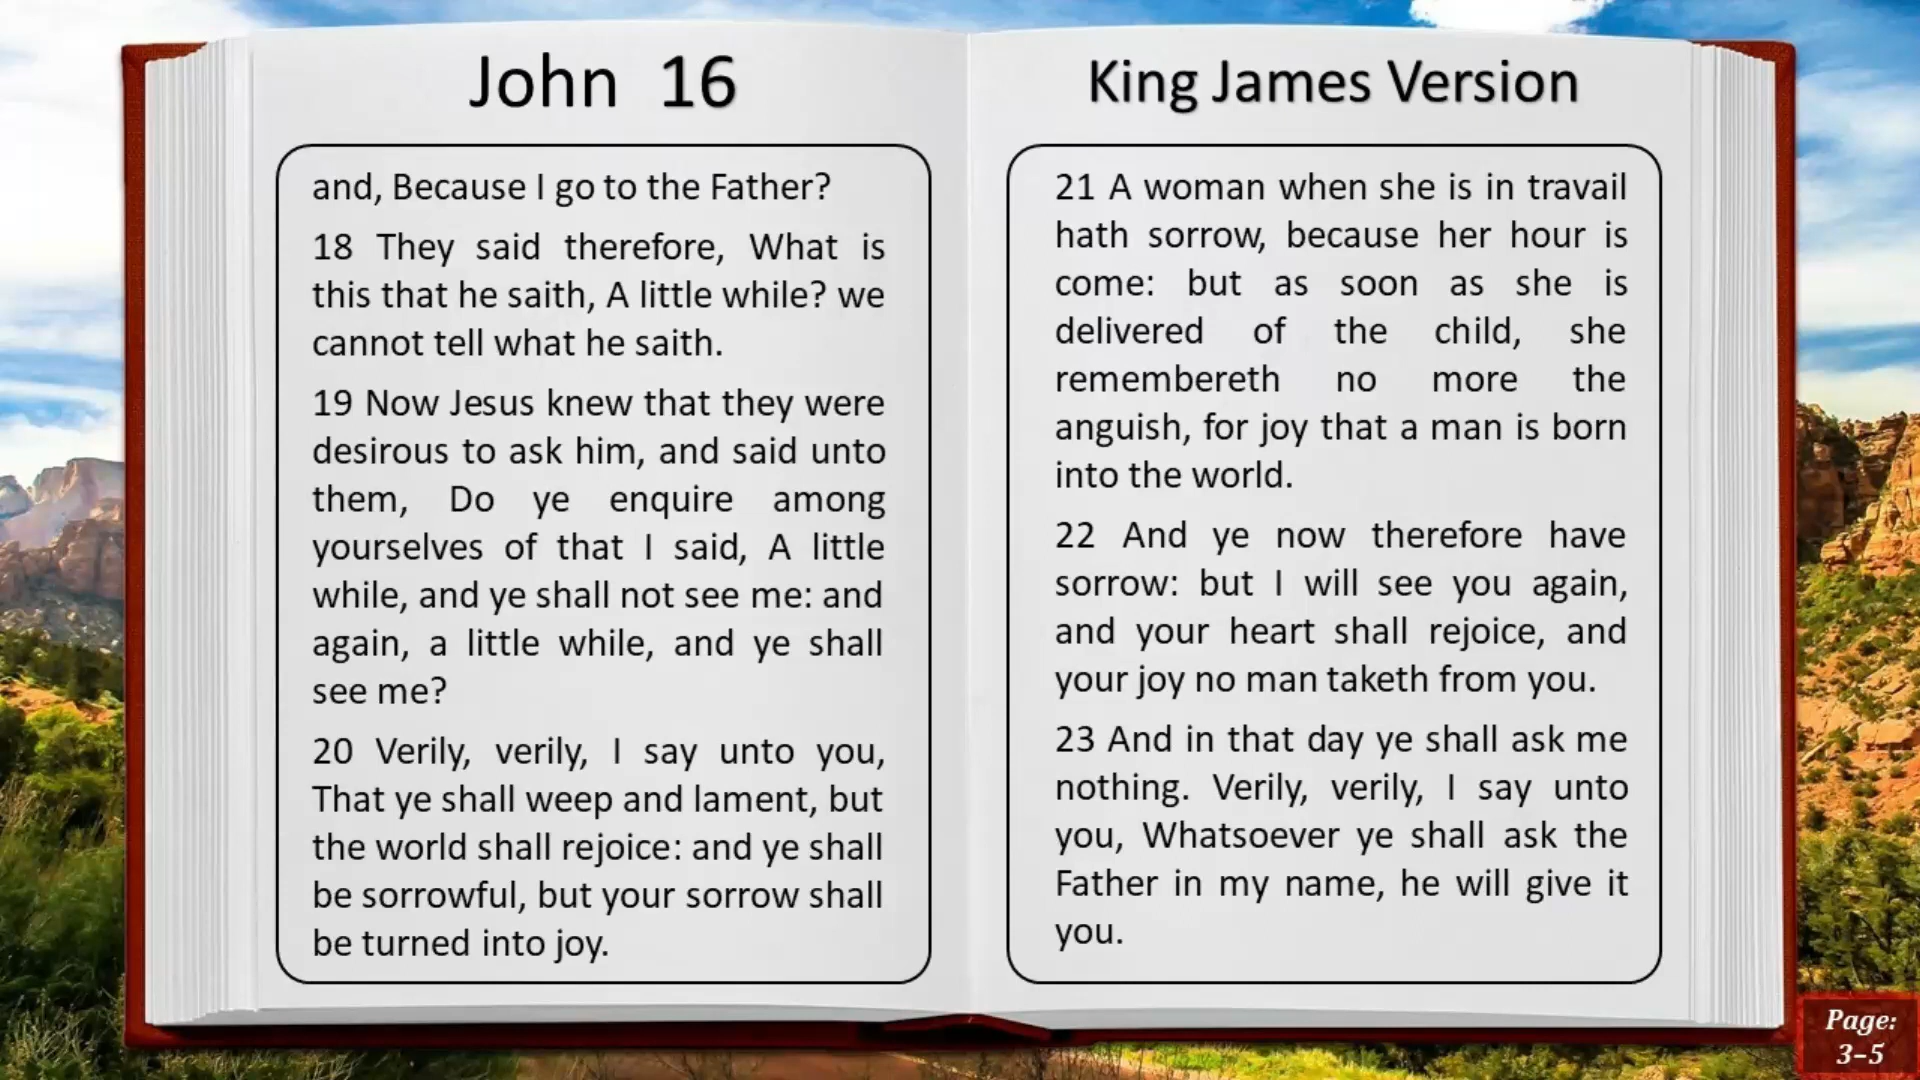 John 16
and, Because I go to the Father?
18 They said therefore, What is
this that he saith, A little while? we
cannot tell what he saith.
19 Now Jesus knew that they were
desirous to ask him, and said unto
them, Do ye enquire among
yourselves of that I said, A little
while, and ye shall not see me: and
again, a little while, and ye shall
see me?
20 Verily, verily, I say unto you,
That ye shall weep and lament, but
the world shall rejoice: and ye shall
be sorrowful, but your sorrow shall
be turned into joy.
King James Version
21 A woman when she is in travail
hath sorrow, because her hour is
come: but as soon as she is
delivered of the child, she
remembereth no more the
anguish, for joy that a man is born
into the world.
22 And ye now therefore have
sorrow: but I will see you again,
and your heart shall rejoice, and
your joy no man taketh from you.
23 And in that day ye shall ask me
nothing. Verily, verily, I say unto
you, Whatsoever ye shall ask the
Father in my name, he will give it
you.
Page:
3–5